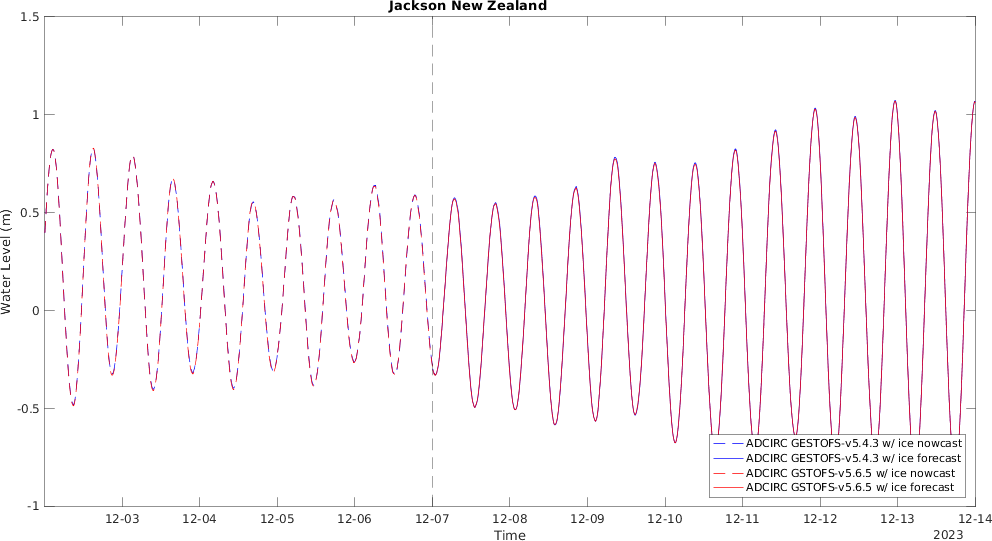 Jackson New Zealand
1.5
1
0.5
0
-0.5
-1
Water Level (m)
ADCIRC GESTOFS-v5.4.3 w/ ice nowcast
ADCIRC GESTOFS-v5.4.3 w/ ice forecast
ADCIRC GSTOFS-v5.6.5 w/ ice nowcast
ADCIRC GSTOFS-v5.6.5 w/ ice forecast
12-03 12-04 12-05 12-06 12-07 12-08 12-09 12-10 12-11 12-12 12-13 12-14
Time
2023